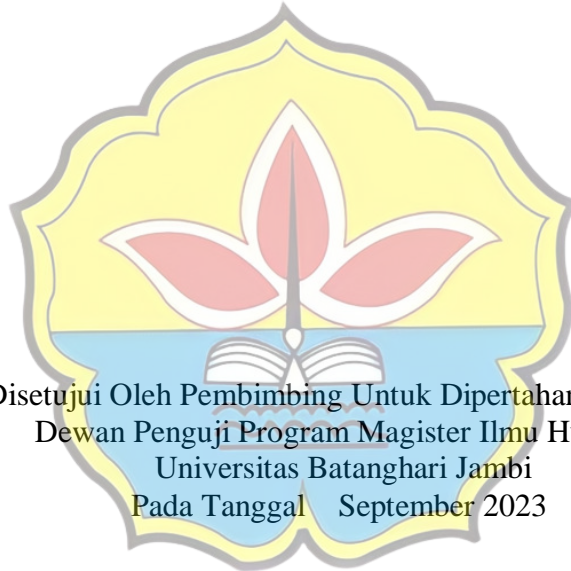 Disetujui Oleh Pembimbing Untuk Dipertahan
Dewan Penguji Program Magister Ilmu H
Universitas Batanghari Jambi
Pada Tanggal    September 2023